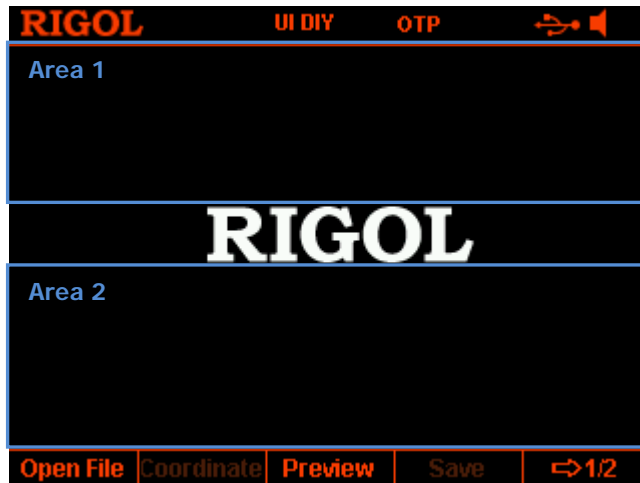 RIGOL UI DIY OTP
Area 1
RIGOL
Area 2
Open File Coordinate Preview Save 1/2